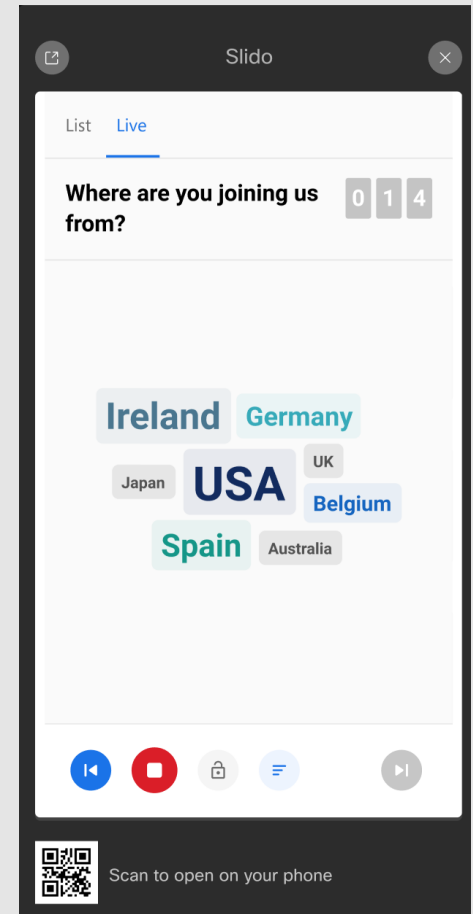 Slido
List Live
Where are you joining us
from?
014
Ireland Germany
UK
Japan USA
Belgium
Spain Australia
Scan to open on your phone